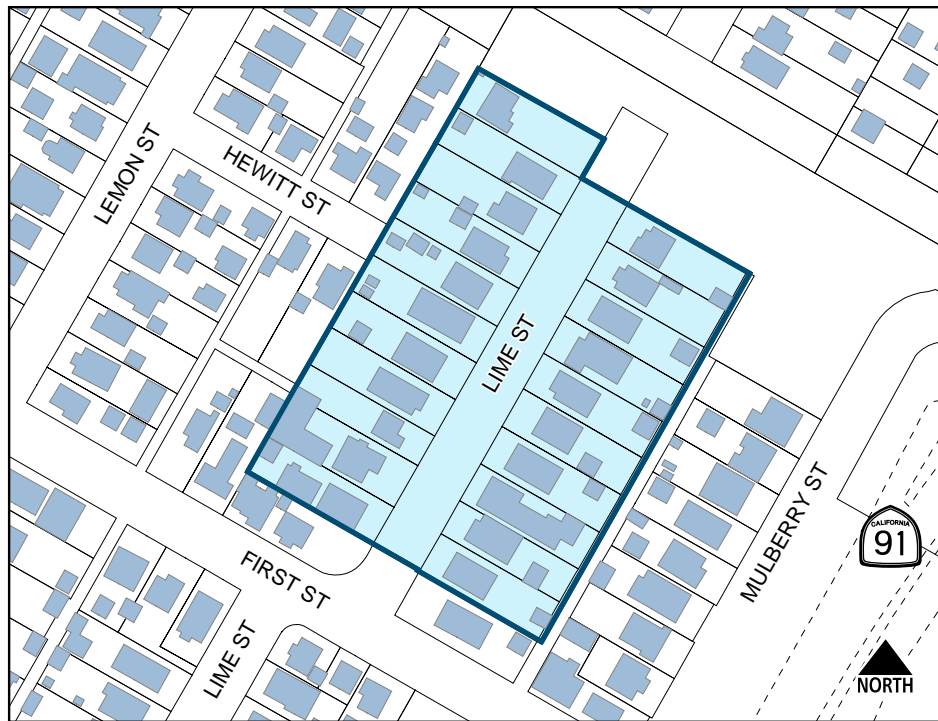 LEMON ST
HEWITT ST
LIME ST
MULBERRY ST
CALIFORNIA
91
FIRST ST
LIME ST
NORTH